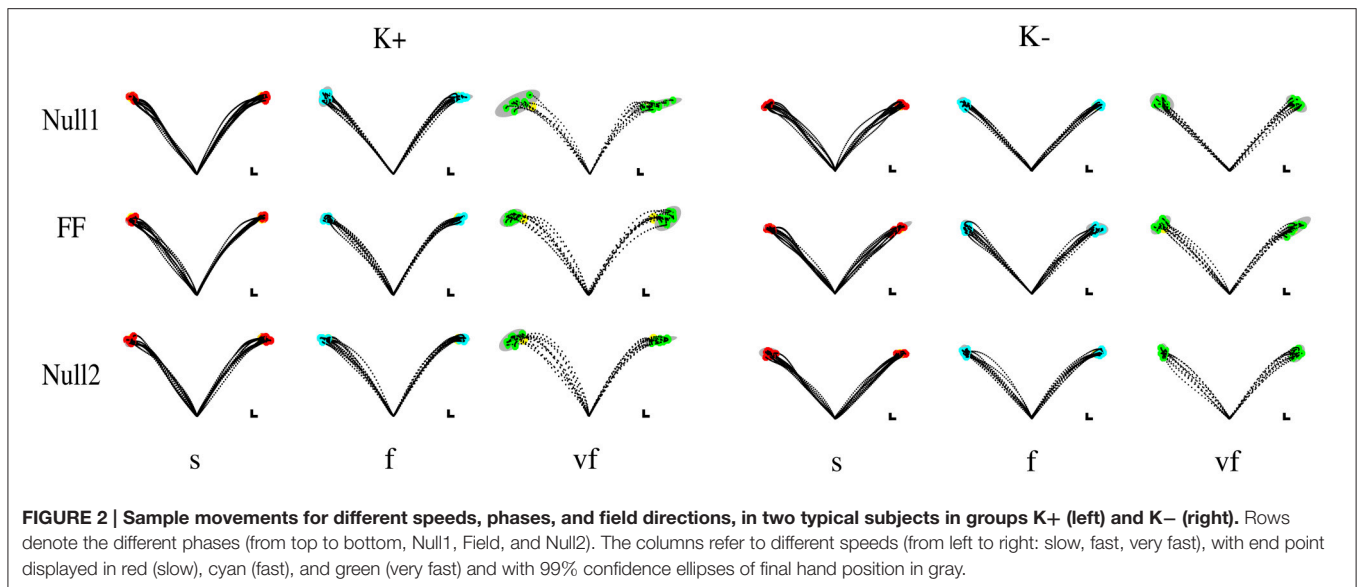 K+ K-
Null1
FF
Null2
s f vf s f vf
FIGURE 2 | Sample movements for different speeds, phases, and field directions, in two typical subjects in groups K+ (left) and K− (right). Rows
denote the different phases (from top to bottom, Null1, Field, and Null2). The columns refer to different speeds (from left to right: slow, fast, very fast), with end point
displayed in red (slow), cyan (fast), and green (very fast) and with 99% confidence ellipses of final hand position in gray.